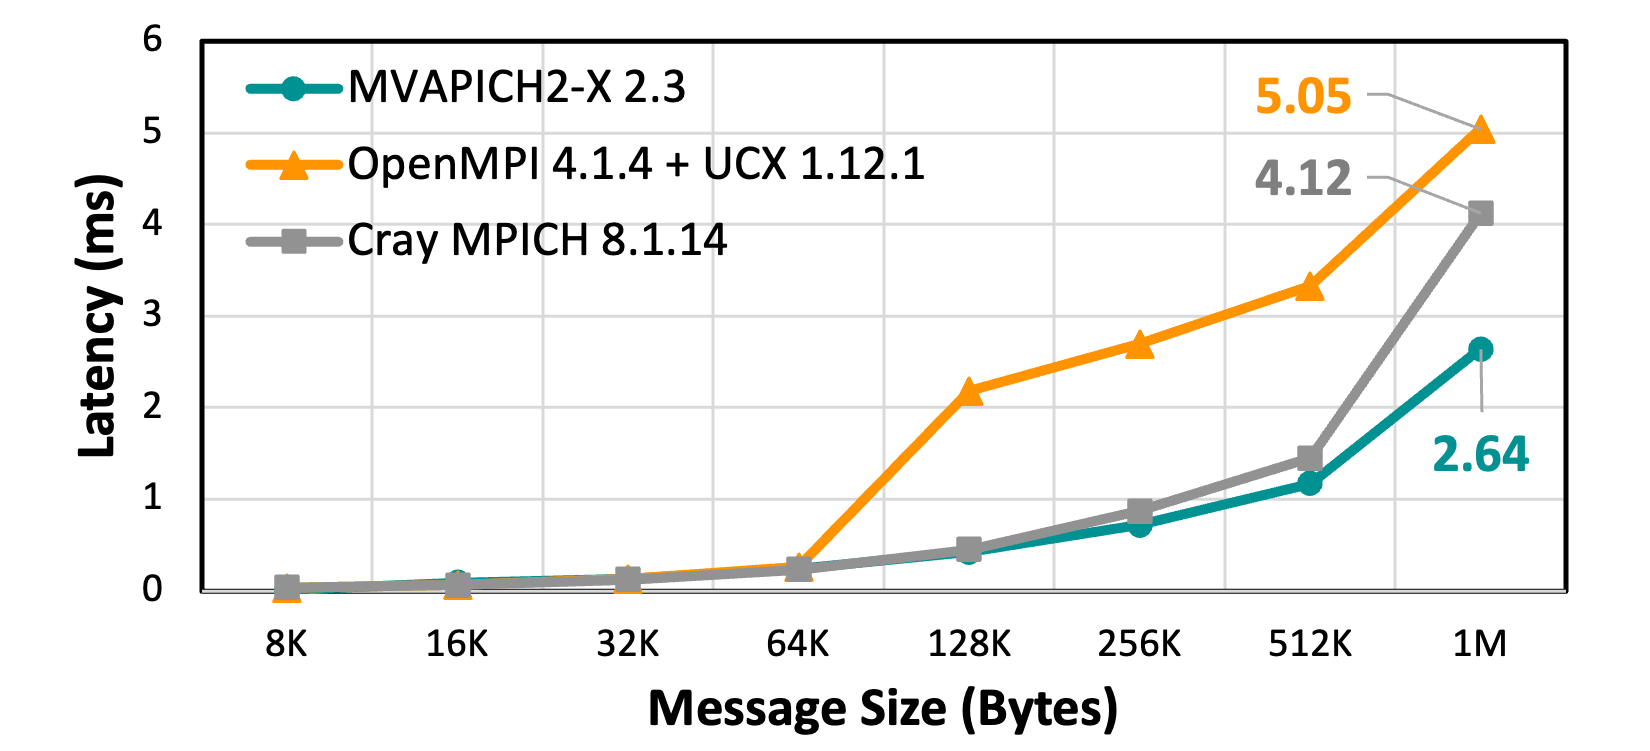 6
5
4
3
2
1
0
Latency (ms)
MVAPICH2-X 2.3
OpenMPI 4.1.4 + UCX 1.12.1
Cray MPICH 8.1.14
5.05
4.12
2.64
8K 16K 32K 64K 128K 256K 512K 1M
Message Size (Bytes)